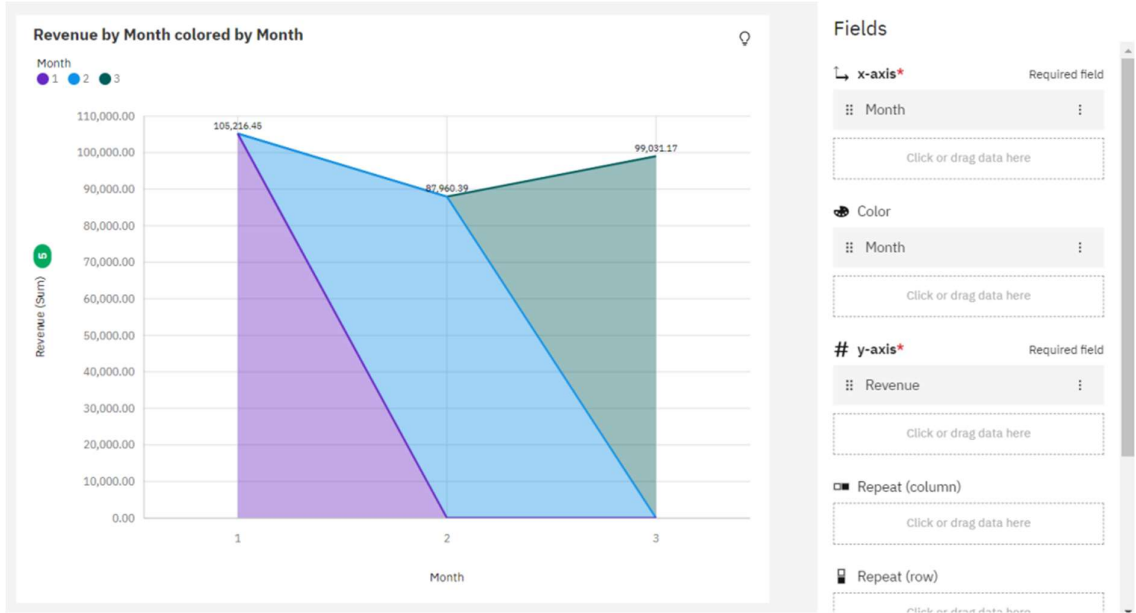 Revenue by Month colored by Month
Month
1 2 3
110,000.00
100,000.00
90,000.00
80,000.00
70,000.00
60,000.00
50,000.00
40,000.00
30,000.00
20,000.00
10,000.00
0.00
105,216.45
87,960.39
99,031.17
Revenue (Sum) 5
1 2 3
Month
Fields
x-axis* Required field
Month
Click or drag data here
Color
Month
Click or drag data here
# y-axis* Required field
Revenue
Click or drag data here
Repeat (column)
Click or drag data here
Repeat (row)
Click or drag data here